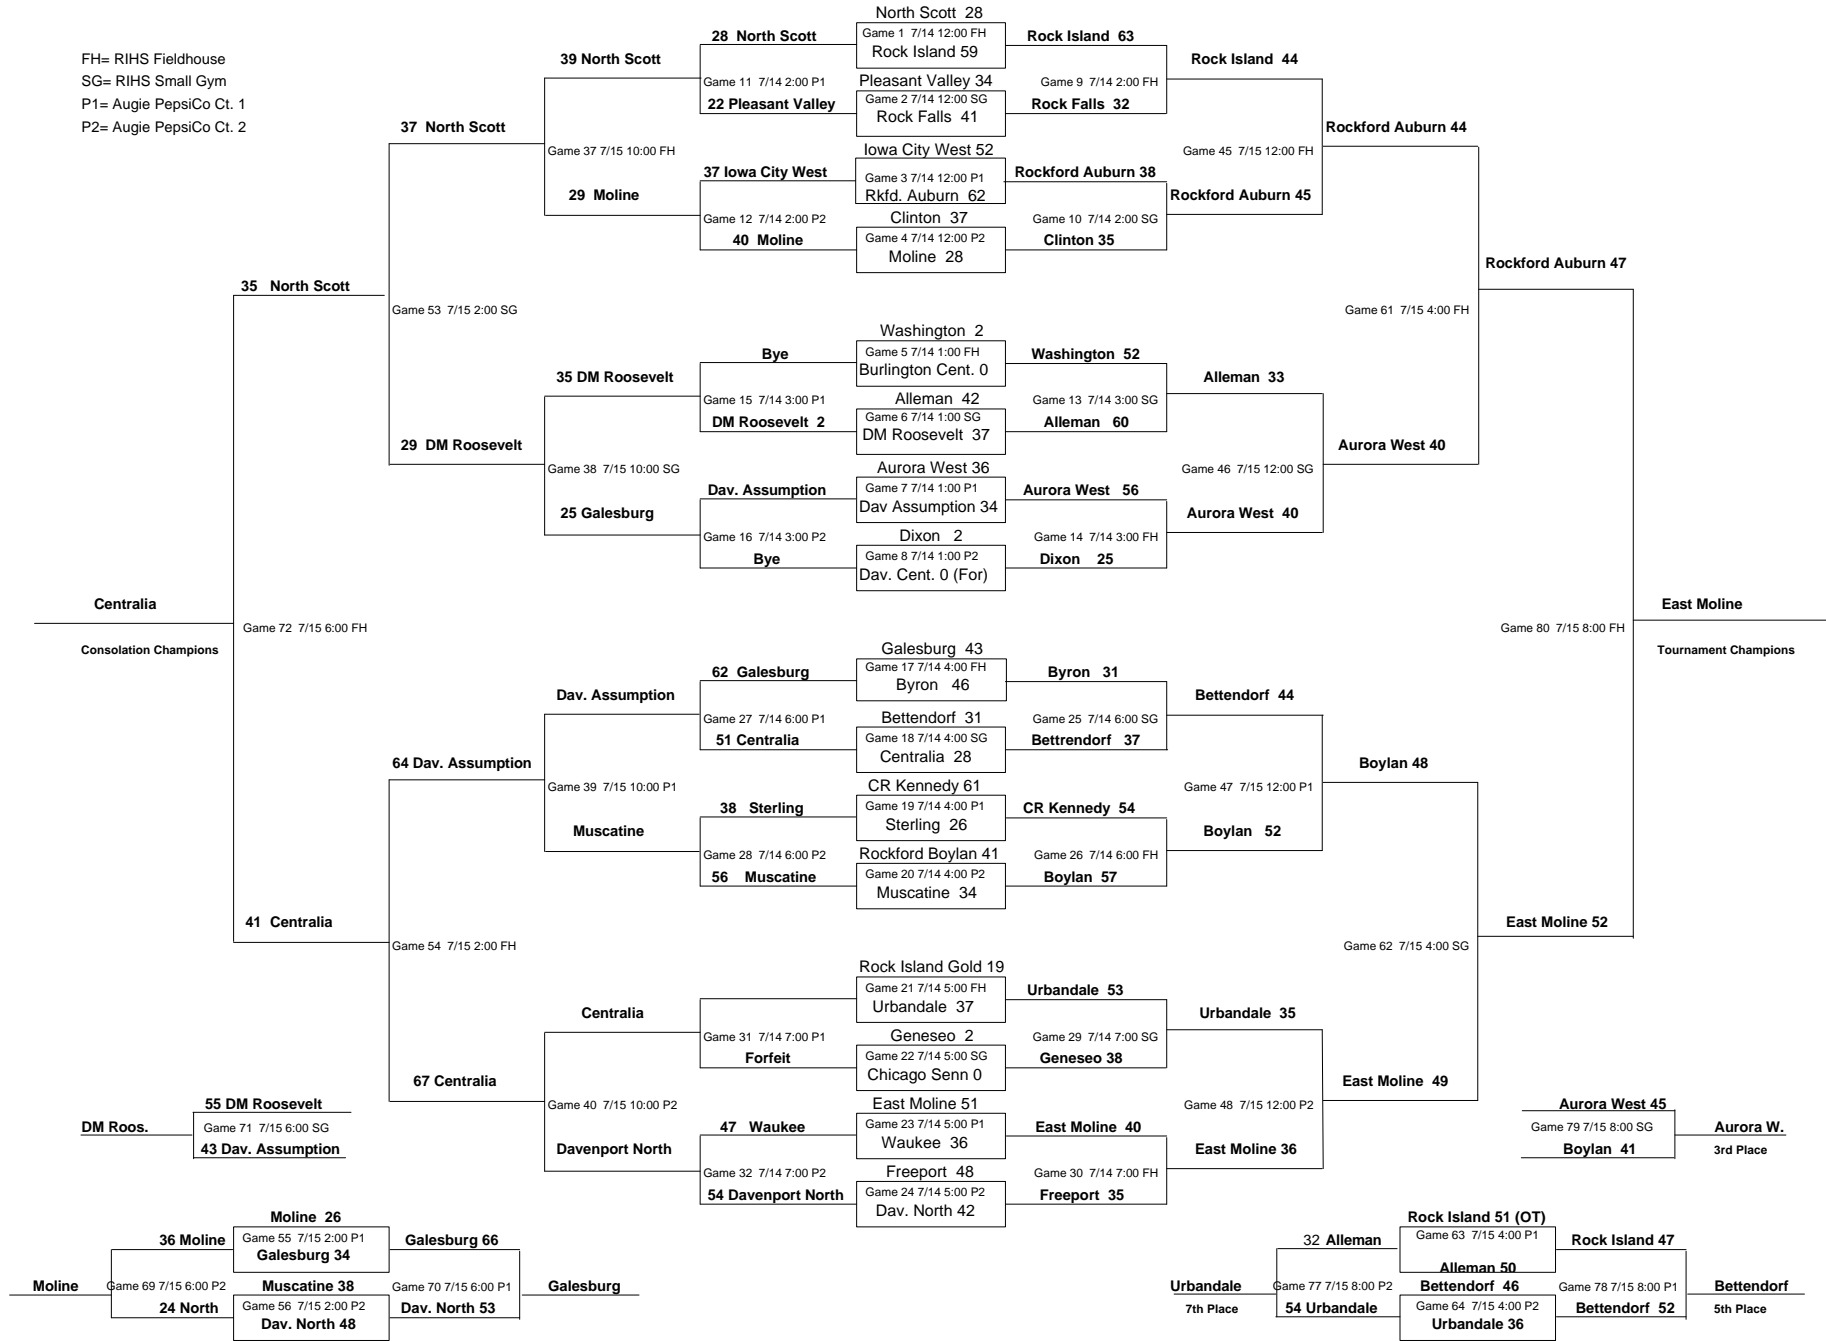 FH= RIHS Fieldhouse
SG= RIHS Small Gym
P1= Augie PepsiCo Ct. 1
P2= Augie PepsiCo Ct. 2
North Scott 28
Game 1 7/14 12:00 FH
Rock Island 59
Pleasant Valley 34
Game 2 7/14 12:00 SG
Rock Falls 41
Iowa City West 52
Game 3 7/14 12:00 P1
Rkfd. Auburn 62
Clinton 37
Game 4 7/14 12:00 P2
Moline 28
Washington 2
Game 5 7/14 1:00 FH
Burlington Cent. 0
Alleman 42
Game 6 7/14 1:00 SG
DM Roosevelt 37
Aurora West 36
Game 7 7/14 1:00 P1
Dav Assumption 34
Dixon 2
Game 8 7/14 1:00 P2
Dav. Cent. 0 (For)
Galesburg 43
Game 17 7/14 4:00 FH
Byron 46
Bettendorf 31
Game 18 7/14 4:00 SG
Centralia 28
CR Kennedy 61
Game 19 7/14 4:00 P1
Sterling 26
Rockford Boylan 41
Game 20 7/14 4:00 P2
Muscatine 34
Rock Island Gold 19
Game 21 7/14 5:00 FH
Urbandale 37
Geneseo 2
Game 22 7/14 5:00 SG
Chicago Senn 0
East Moline 51
Game 23 7/14 5:00 P1
Waukee 36
Freeport 48
Game 24 7/14 5:00 P2
Dav. North 42
28 North Scott
Game 11 7/14 2:00 P1
22 Pleasant Valley
37 Iowa City West
Game 12 7/14 2:00 P2
40 Moline
Bye
Game 15 7/14 3:00 P1
DM Roosevelt 2
Dav. Assumption
Game 16 7/14 3:00 P2
Bye
62 Galesburg
Game 27 7/14 6:00 P1
51 Centralia
38 Sterling
Game 28 7/14 6:00 P2
56 Muscatine
Game 31 7/14 7:00 P1
Forfeit
47 Waukee
Game 32 7/14 7:00 P2
54 Davenport North
39 North Scott
Game 37 7/15 10:00 FH
29 Moline
35 DM Roosevelt
Game 38 7/15 10:00 SG
25 Galesburg
Dav. Assumption
Game 39 7/15 10:00 P1
Muscatine
Centralia
Game 40 7/15 10:00 P2
Davenport North
37 North Scott
Game 53 7/15 2:00 SG
29 DM Roosevelt
64 Dav. Assumption
Game 54 7/15 2:00 FH
67 Centralia
35 North Scott
Game 72 7/15 6:00 FH
41 Centralia
Centralia
Consolation Champions
Rock Island 63
Game 9 7/14 2:00 FH
Rock Falls 32
Rockford Auburn 38
Game 10 7/14 2:00 SG
Clinton 35
Washington 52
Game 13 7/14 3:00 SG
Alleman 60
Aurora West 56
Game 14 7/14 3:00 FH
Dixon 25
Byron 31
Game 25 7/14 6:00 SG
Bettrendorf 37
CR Kennedy 54
Game 26 7/14 6:00 FH
Boylan 57
Urbandale 53
Game 29 7/14 7:00 SG
Geneseo 38
East Moline 40
Game 30 7/14 7:00 FH
Freeport 35
Rock Island 44
Game 45 7/15 12:00 FH
Rockford Auburn 45
Alleman 33
Game 46 7/15 12:00 SG
Aurora West 40
Bettendorf 44
Game 47 7/15 12:00 P1
Boylan 52
Urbandale 35
Game 48 7/15 12:00 P2
East Moline 36
Rockford Auburn 44
Game 61 7/15 4:00 FH
Aurora West 40
Boylan 48
Game 62 7/15 4:00 SG
East Moline 49
Rockford Auburn 47
Game 80 7/15 8:00 FH
East Moline 52
East Moline
Tournament Champions
55 DM Roosevelt
DM Roos.
Game 71 7/15 6:00 SG
43 Dav. Assumption
Aurora West 45
Game 79 7/15 8:00 SG
Boylan 41
Aurora W.
3rd Place
Moline 26
36 Moline
Game 55 7/15 2:00 P1
Galesburg 34
Galesburg 66
Moline
Game 69 7/15 6:00 P2
Muscatine 38
Game 70 7/15 6:00 P1
Galesburg
24 North
Game 56 7/15 2:00 P2
Dav. North 48
Dav. North 53
Rock Island 51 (OT)
32 Alleman
Game 63 7/15 4:00 P1
Alleman 50
Rock Island 47
Urbandale
7th Place
Game 77 7/15 8:00 P2
Bettendorf 46
Game 78 7/15 8:00 P1
Bettendorf
5th Place
54 Urbandale
Game 64 7/15 4:00 P2
Urbandale 36
Bettendorf 52